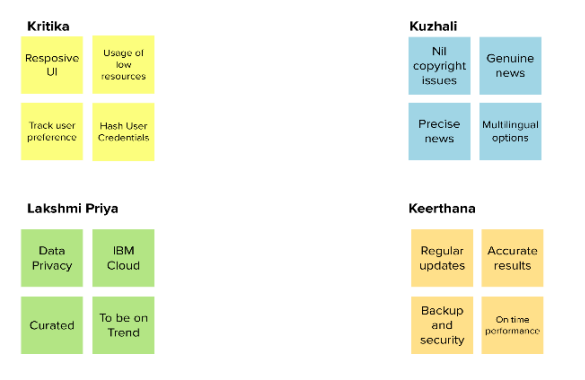 Kritika
Resposive
UI
Usage of
low
resources
Track user
preference
Hash User
Credentials
Kuzhali
Nil
copyright
issues
Genuine
news
Precise
news
Multilingual
options
Lakshmi Priya
Data
Privacy
IBM
Cloud
Curated
To be on
Trend
Keerthana
Regular
updates
Accurate
results
Backup
and
security
On time
performance